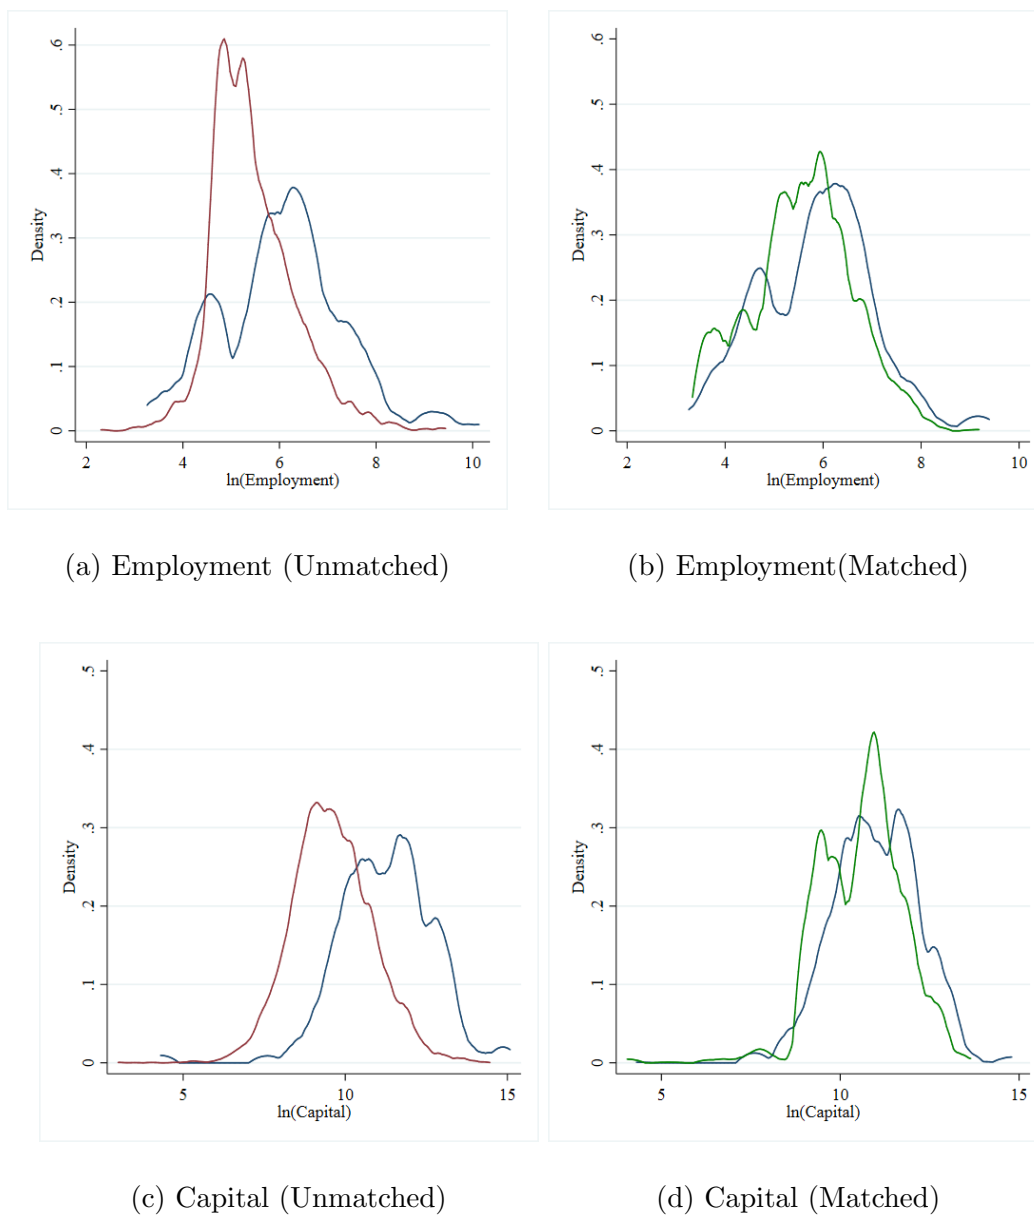 .6
.5
.4
.3
.2
.1
0
Density
2 4 6 8 10
ln(Employment)
.6
.5
.4
.3
.2
.1
0
Density
2 4 6 8 10
ln(Employment)
(a) Employment (Unmatched)
(b) Employment(Matched)
.5
.4
.3
.2
.1
0
Density
5 10 15
ln(Capital)
.5
.4
.3
.2
.1
0
Density
5 10 15
ln(Capital)
(c) Capital (Unmatched)
(d) Capital (Matched)